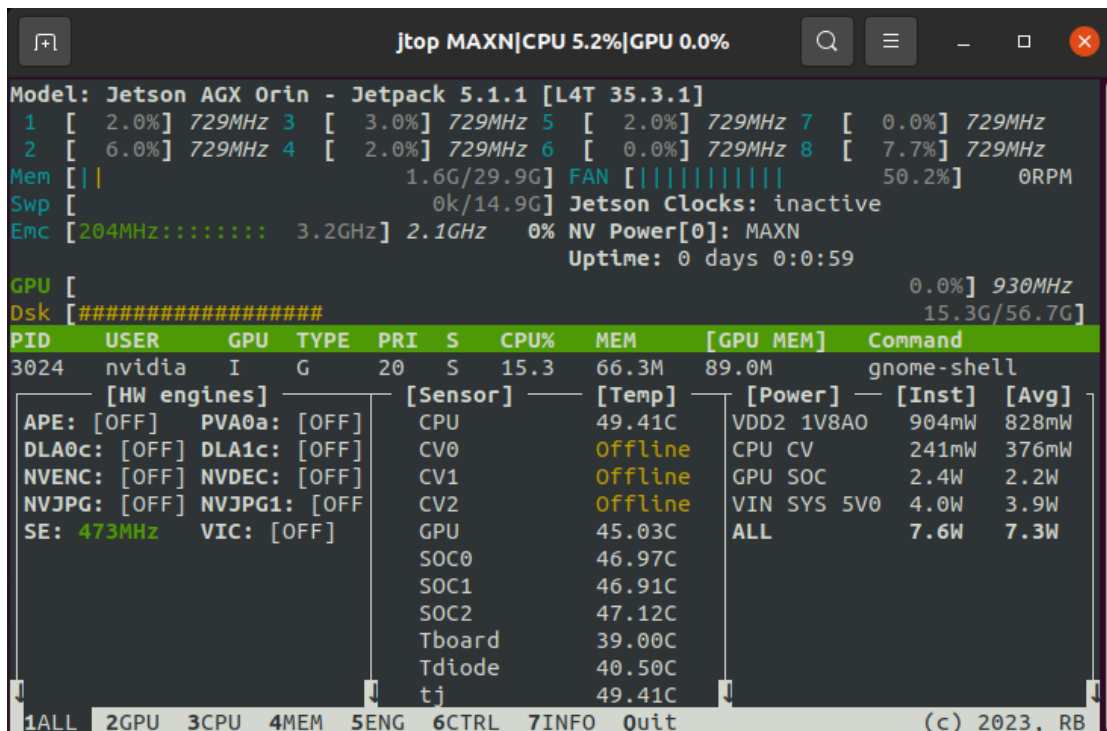 jtop MAXN|CPU 5.2%|GPU 0.0%
Model: Jetson AGX Orin - Jetpack 5.1.1 [L4T 35.3.1]
1 [ 2.0%] 729MHz 3 [ 3.0%] 729MHz 5 [ 2.0%] 729MHz 7 [ 0.0%] 729MHz
2 [ 6.0%] 729MHz 4 [ 2.0%] 729MHz 6 [ 0.0%] 729MHz 8 [ 7.7%] 729MHz
Mem [|| 1.6G/29.9G] FAN [||||||||||| 50.2%] 0RPM
Swp [ 0k/14.9G] Jetson Clocks: inactive
Emc [204MHz:::::::: 3.2GHz] 2.1GHz 0% NV Power[0]: MAXN
Uptime: 0 days 0:0:59
GPU [ 0.0%] 930MHz
Dsk [################## 15.3G/56.7G]
PID USER GPU TYPE PRI S CPU% MEM [GPU MEM] Command
3024 nvidia I G 20 S 15.3 66.3M 89.0M gnome-shell
[HW engines] [Sensor] [Temp] [Power] [Inst] [Avg]
APE: [OFF] PVA0a: [OFF] CPU 49.41C VDD2 1V8AO 904mW 828mW
DLA0c: [OFF] DLA1c: [OFF] CV0 Offline CPU CV 241mW 376mW
NVENC: [OFF] NVDEC: [OFF] CV1 Offline GPU SOC 2.4W 2.2W
NVJPG: [OFF] NVJPG1: [OFF CV2 Offline VIN SYS 5V0 4.0W 3.9W
SE: 473MHz VIC: [OFF] GPU 45.03C ALL 7.6W 7.3W
SOC0 46.97C
SOC1 46.91C
SOC2 47.12C
Tboard 39.00C
Tdiode 40.50C
tj 49.41C
1ALL 2GPU 3CPU 4MEM 5ENG 6CTRL 7INFO Quit (c) 2023, RB